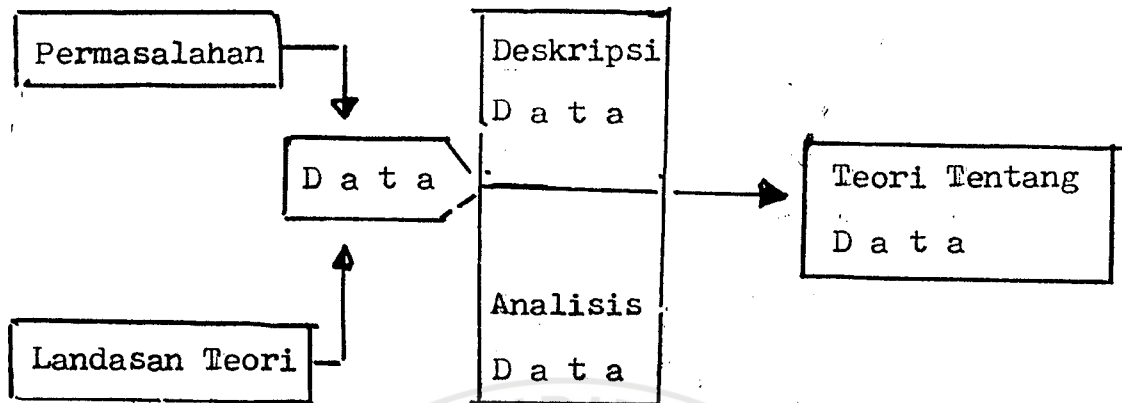 Permasalahan
Landasan Teori
D a t a
Deskripsi
D a t a
Analisis
D a t a
Teori Tentang
D a t a